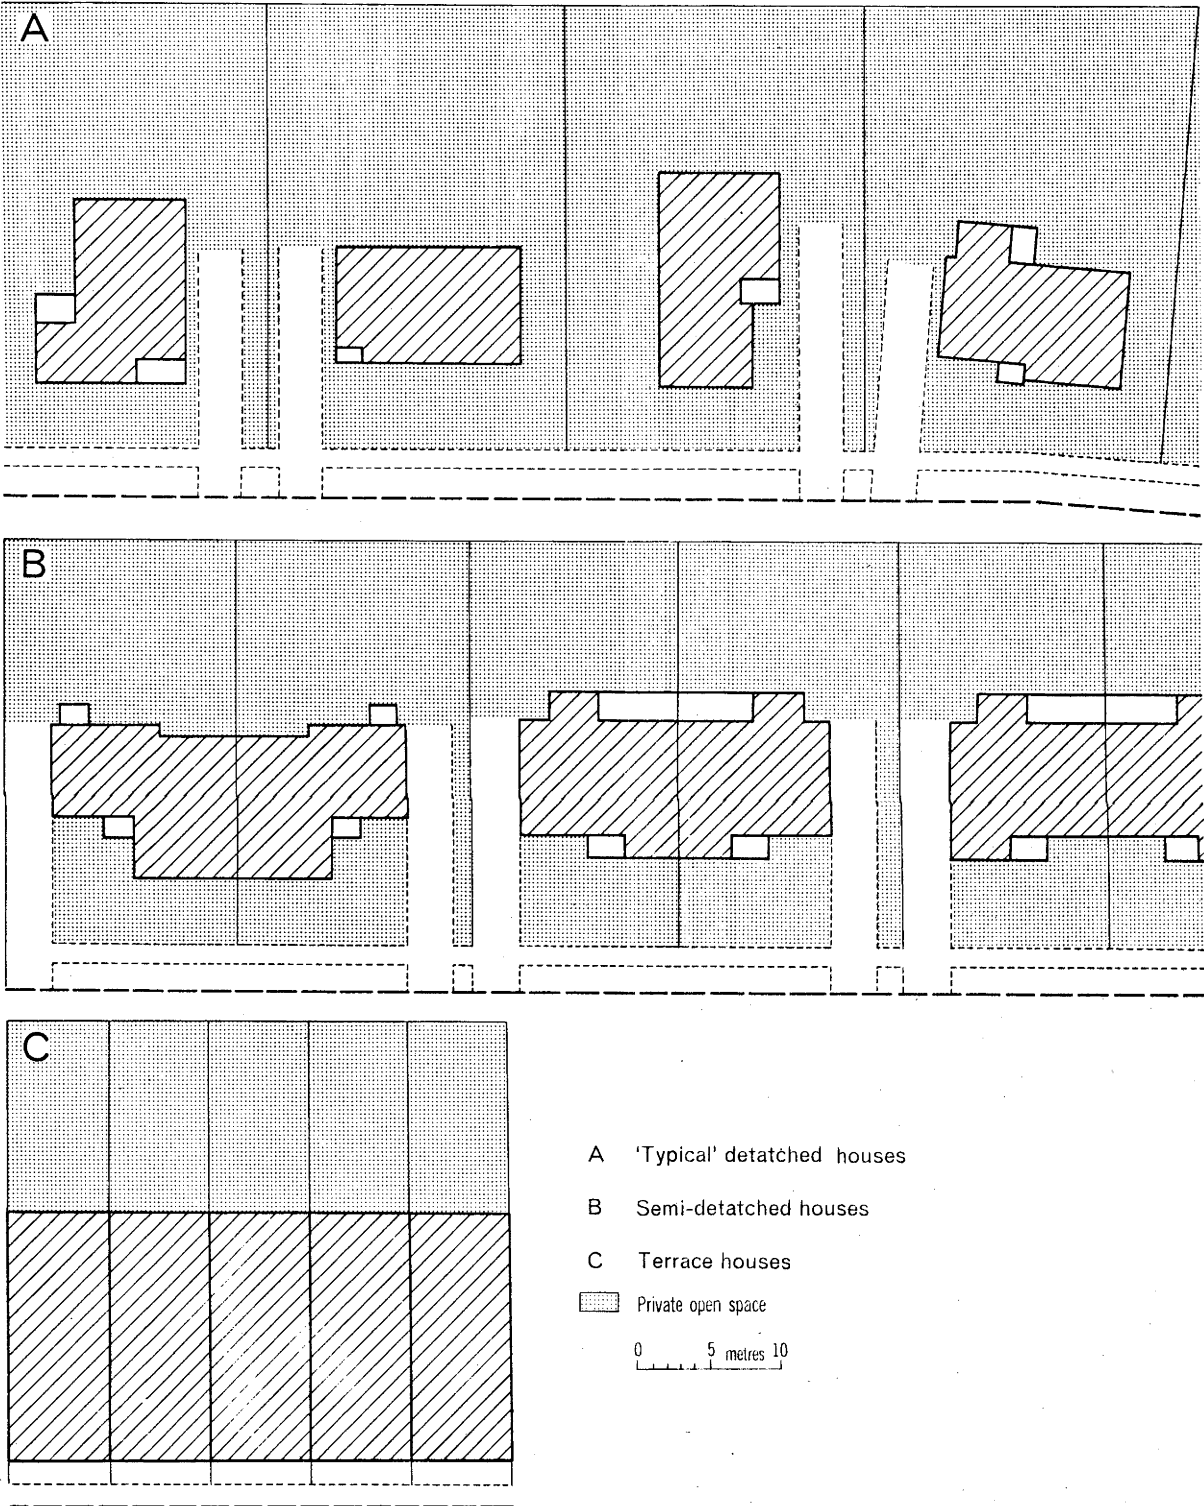 A
B
C
A 'Typical' detatched houses
B Semi-detatched houses
C Terrace houses
Private open space
0 5 metres 10